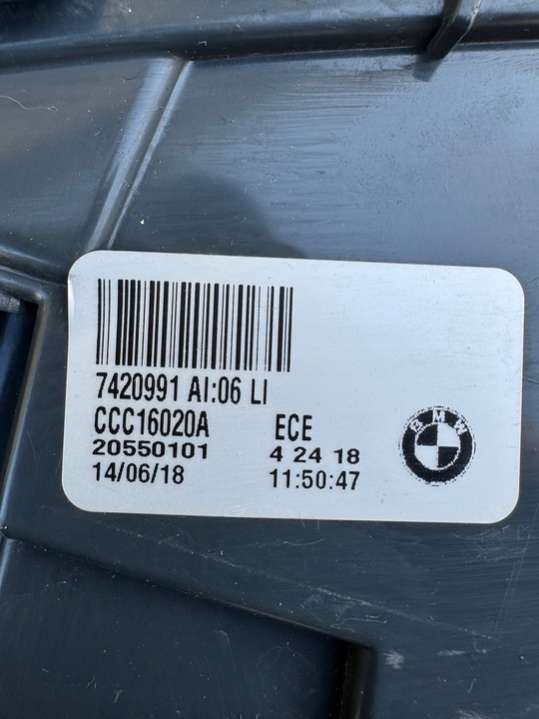 7420991 AI:06 LI
CCC16020A ECE
20550101 4 24 18
14/06/18 11:50:47
BMW